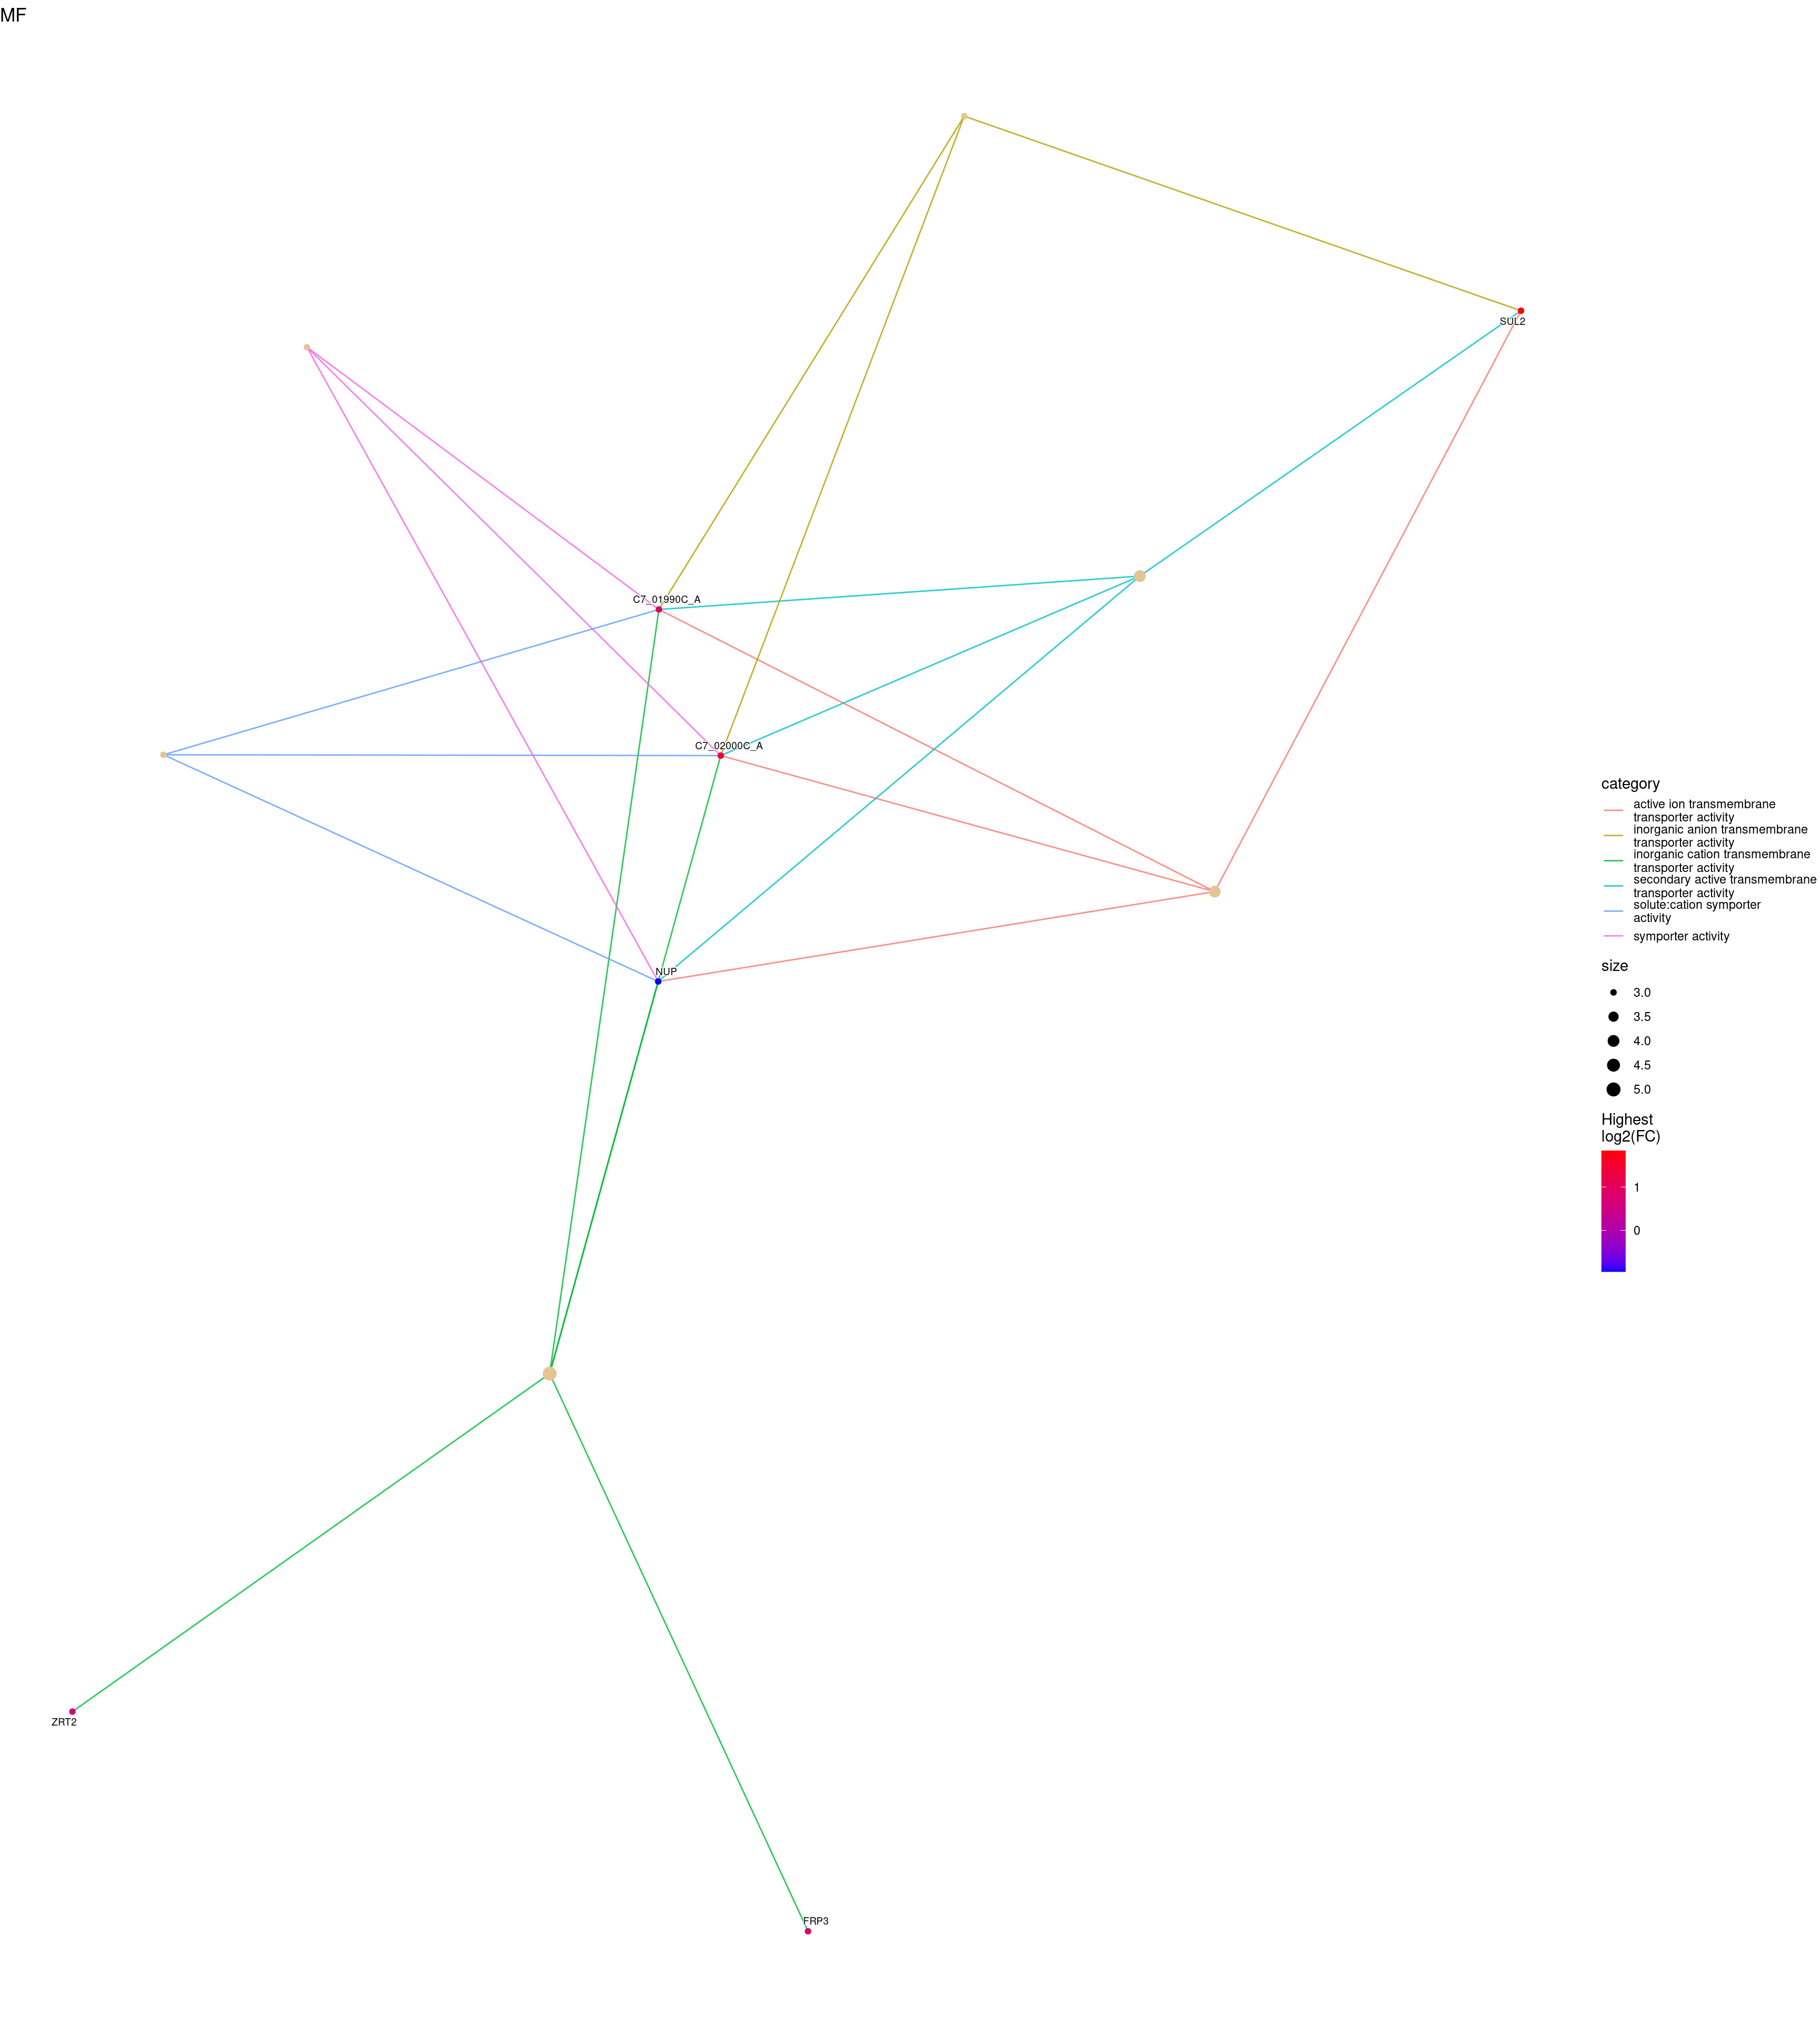 MF
SUL2
C7_01990C_A
C7_02000C_A
NUP
ZRT2
FRP3
category
active ion transmembrane
transporter activity
inorganic anion transmembrane
transporter activity
inorganic cation transmembrane
transporter activity
secondary active transmembrane
transporter activity
solute:cation symporter
activity
symporter activity
size
3.0
3.5
4.0
4.5
5.0
Highest
log2(FC)
1
0